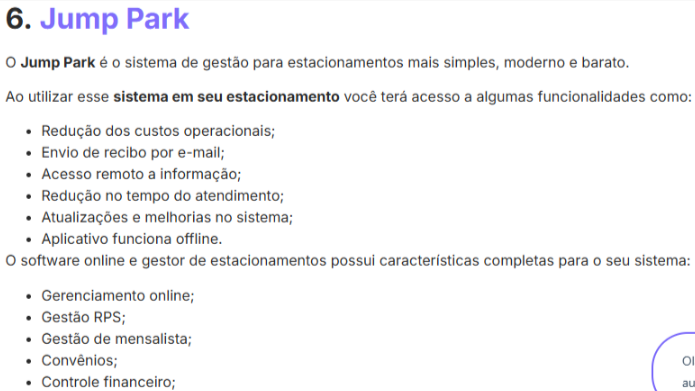 6. Jump Park
O Jump Park é o sistema de gestão para estacionamentos mais simples, moderno e barato.
Ao utilizar esse sistema em seu estacionamento você terá acesso a algumas funcionalidades como:
• Redução dos custos operacionais;
• Envio de recibo por e-mail;
• Acesso remoto a informação;
• Redução no tempo do atendimento;
• Atualizações e melhorias no sistema;
• Aplicativo funciona offline.
O software online e gestor de estacionamentos possui características completas para o seu sistema:
• Gerenciamento online;
• Gestão RPS;
• Gestão de mensalista;
• Convênios;
• Controle financeiro;